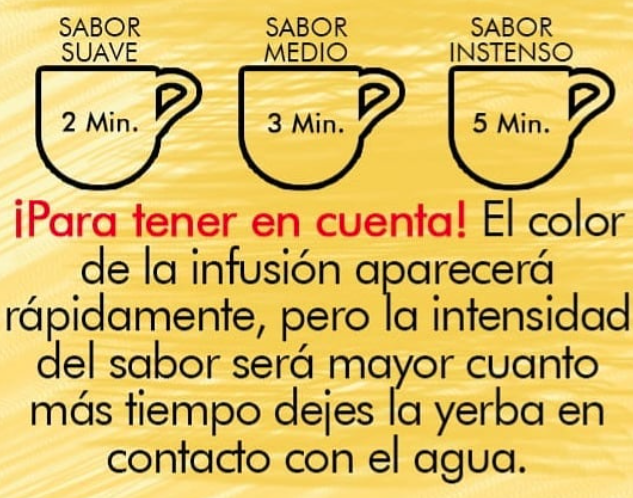 SABOR SUAVE
2 Min.
SABOR MEDIO
3 Min.
SABOR INSTENSO
5 Min.
¡Para tener en cuenta! El color
de la infusión aparecerá
rápidamente, pero la intensidad
del sabor será mayor cuanto
más tiempo dejes la yerba en
contacto con el agua.